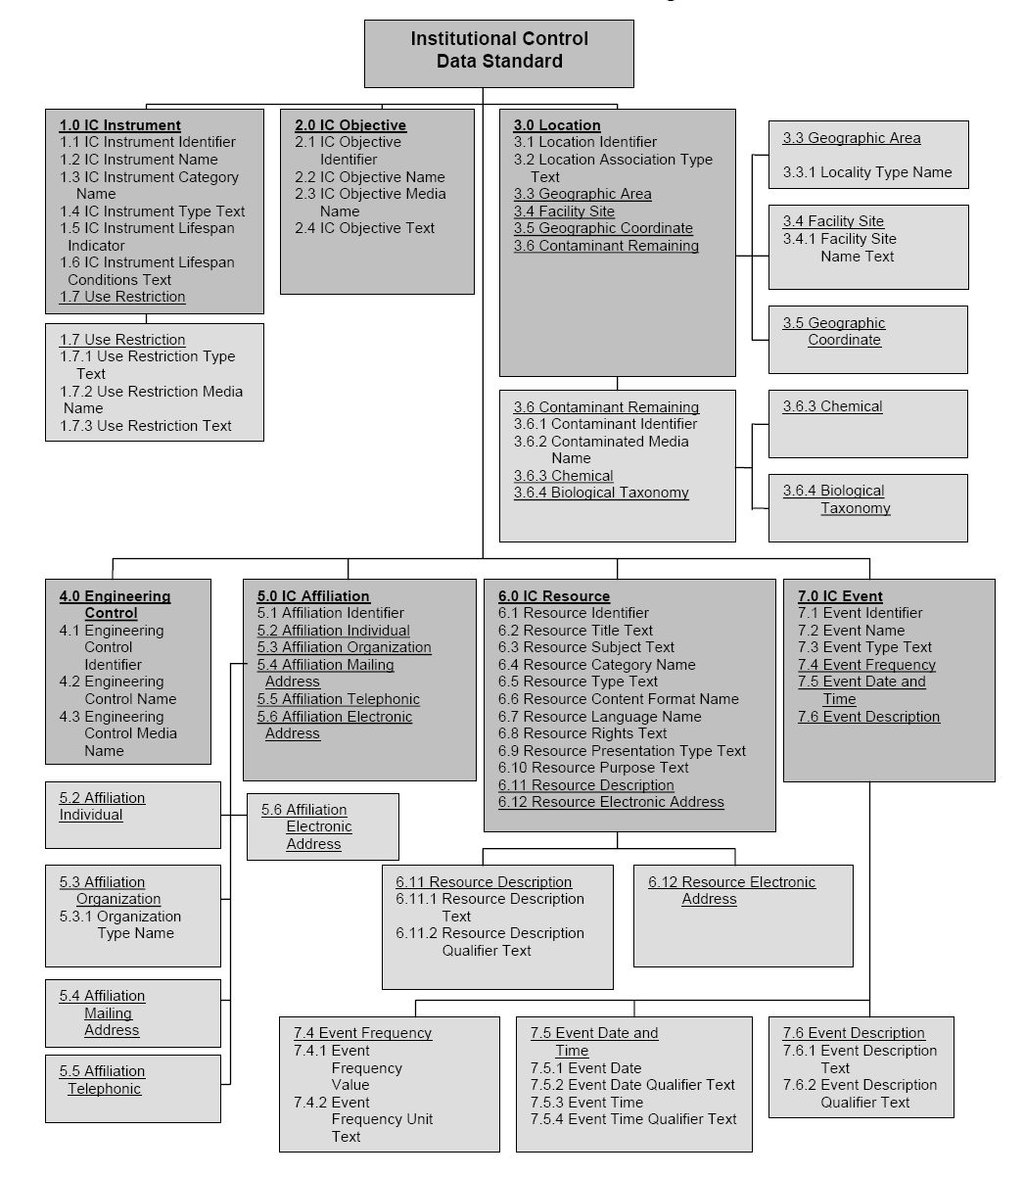 Institutional Control
Data Standard
1.0 IC Instrument
1.1 IC Instrument Identifier
1.2 IC Instrument Name
1.3 IC Instrument Category
Name
1.4 IC Instrument Type Text
1.5 IC Instrument Lifespan
Indicator
1.6 IC Instrument Lifespan
Conditions Text
1.7 Use Restriction
1.7 Use Restriction
1.7.1 Use Restriction Type
Text
1.7.2 Use Restriction Media
Name
1.7.3 Use Restriction Text
2.0 IC Objective
2.1 IC Objective
Identifier
2.2 IC Objective Name
2.3 IC Objective Media
Name
2.4 IC Objective Text
3.0 Location
3.1 Location Identifier
3.2 Location Association Type
Text
3.3 Geographic Area
3.4 Facility Site
3.5 Geographic Coordinate
3.6 Contaminant Remaining
3.3 Geographic Area
3.3.1 Locality Type Name
3.4 Facility Site
3.4.1 Facility Site
Name Text
3.5 Geographic
Coordinate
3.6 Contaminant Remaining
3.6.1 Contaminant Identifier
3.6.2 Contaminated Media
Name
3.6.3 Chemical
3.6.4 Biological Taxonomy
3.6.3 Chemical
3.6.4 Biological
Taxonomy
4.0 Engineering
Control
4.1 Engineering
Control
Identifier
4.2 Engineering
Control Name
4.3 Engineering
Control Media
Name
5.0 IC Affiliation
5.1 Affiliation Identifier
5.2 Affiliation Individual
5.3 Affiliation Organization
5.4 Affiliation Mailing
Address
5.5 Affiliation Telephonic
5.6 Affiliation Electronic
Address
6.0 IC Resource
6.1 Resource Identifier
6.2 Resource Title Text
6.3 Resource Subject Text
6.4 Resource Category Name
6.5 Resource Type Text
6.6 Resource Content Format Name
6.7 Resource Language Name
6.8 Resource Rights Text
6.9 Resource Presentation Type Text
6.10 Resource Purpose Text
6.11 Resource Description
6.12 Resource Electronic Address
7.0 IC Event
7.1 Event Identifier
7.2 Event Name
7.3 Event Type Text
7.4 Event Frequency
7.5 Event Date and
Time
7.6 Event Description
5.2 Affiliation
Individual
5.6 Affiliation
Electronic
Address
5.3 Affiliation
Organization
5.3.1 Organization
Type Name
5.4 Affiliation
Mailing
Address
5.5 Affiliation
Telephonic
6.11 Resource Description
6.11.1 Resource Description
Text
6.11.2 Resource Description
Qualifier Text
6.12 Resource Electronic
Address
7.4 Event Frequency
7.4.1 Event
Frequency
Value
7.4.2 Event
Frequency Unit
Text
7.5 Event Date and
Time
7.5.1 Event Date
7.5.2 Event Date Qualifier Text
7.5.3 Event Time
7.5.4 Event Time Qualifier Text
7.6 Event Description
7.6.1 Event Description
Text
7.6.2 Event Description
Qualifier Text